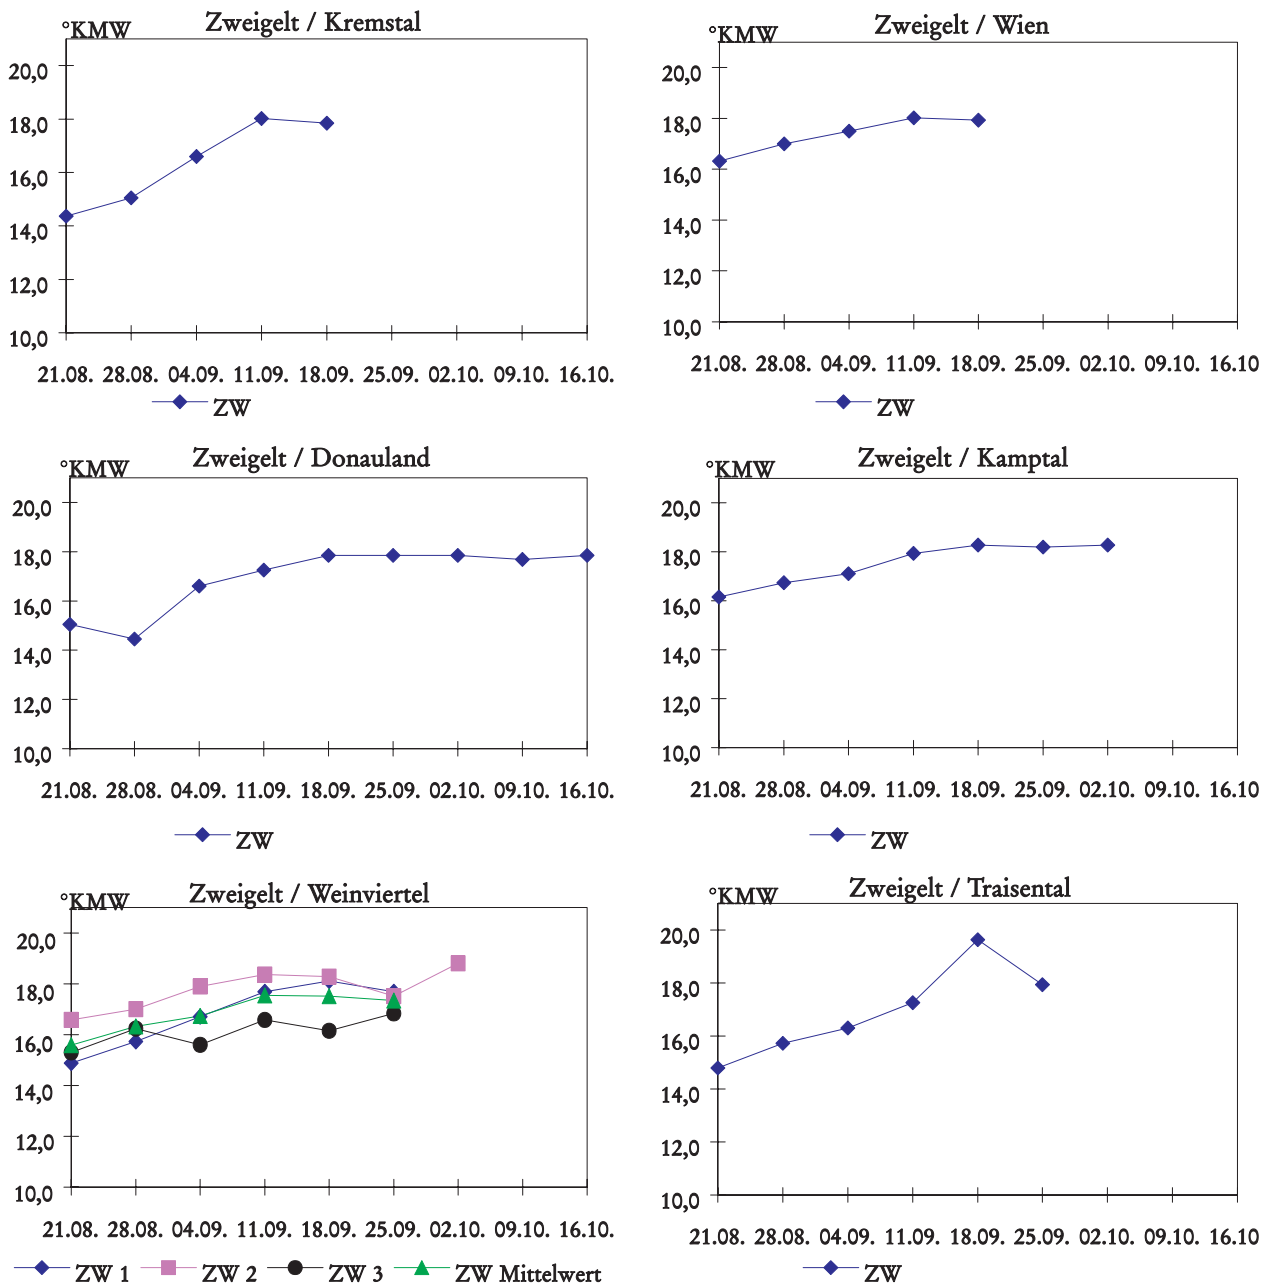 Zweigelt / Kremstal
°KMW
20,0
18,0
16,0
14,0
12,0
10,0
21.08. 28.08. 04.09. 11.09. 18.09. 25.09. 02.10. 09.10. 16.10.
ZW
Zweigelt / Wien
°KMW
20,0
18,0
16,0
14,0
12,0
10,0
21.08. 28.08. 04.09. 11.09. 18.09. 25.09. 02.10. 09.10. 16.10
ZW
Zweigelt / Donauland
°KMW
20,0
18,0
16,0
14,0
12,0
10,0
21.08. 28.08. 04.09. 11.09. 18.09. 25.09. 02.10. 09.10. 16.10.
ZW
Zweigelt / Kamptal
°KMW
20,0
18,0
16,0
14,0
12,0
10,0
21.08. 28.08. 04.09. 11.09. 18.09. 25.09. 02.10. 09.10. 16.10
ZW
Zweigelt / Weinviertel
°KMW
20,0
18,0
16,0
14,0
12,0
10,0
21.08. 28.08. 04.09. 11.09. 18.09. 25.09. 02.10. 09.10. 16.10.
ZW 1 ZW 2 ZW 3 ZW Mittelwert
Zweigelt / Traisental
°KMW
20,0
18,0
16,0
14,0
12,0
10,0
21.08. 28.08. 04.09. 11.09. 18.09. 25.09. 02.10. 09.10. 16.10
ZW